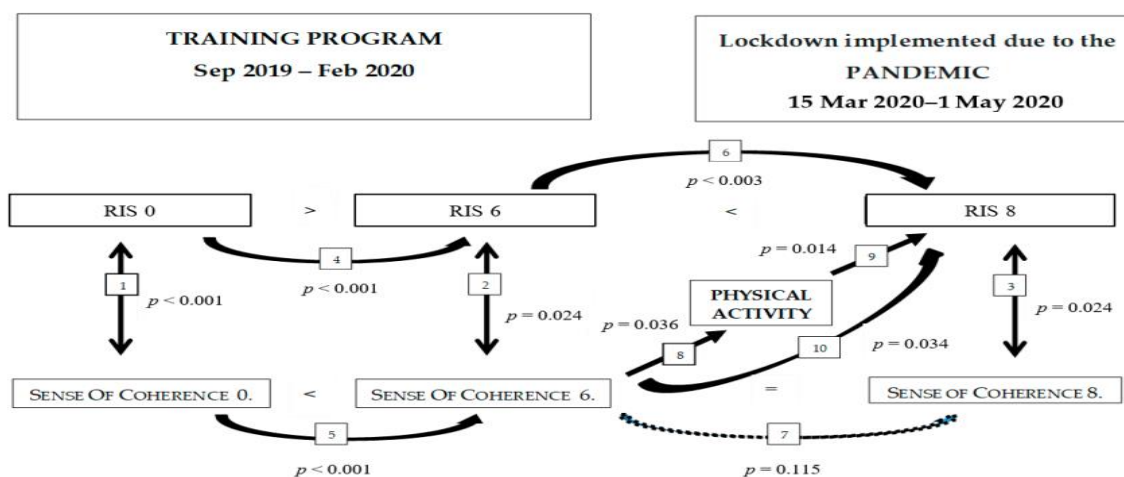 TRAINING PROGRAM
Sep 2019 – Feb 2020
Lockdown implemented due to the
PANDEMIC
15 Mar 2020–1 May 2020
6
p < 0.003
RIS 0
>
RIS 6
<
RIS 8
4
p < 0.001
p = 0.014
9
1
p < 0.001
2
p = 0.024
PHYSICAL
ACTIVITY
3
p = 0.024
p = 0.036
8
10
p = 0.034
SENSE OF COHERENCE 0.
<
SENSE OF COHERENCE 6.
=
SENSE OF COHERENCE 8.
5
7
p < 0.001
p = 0.115